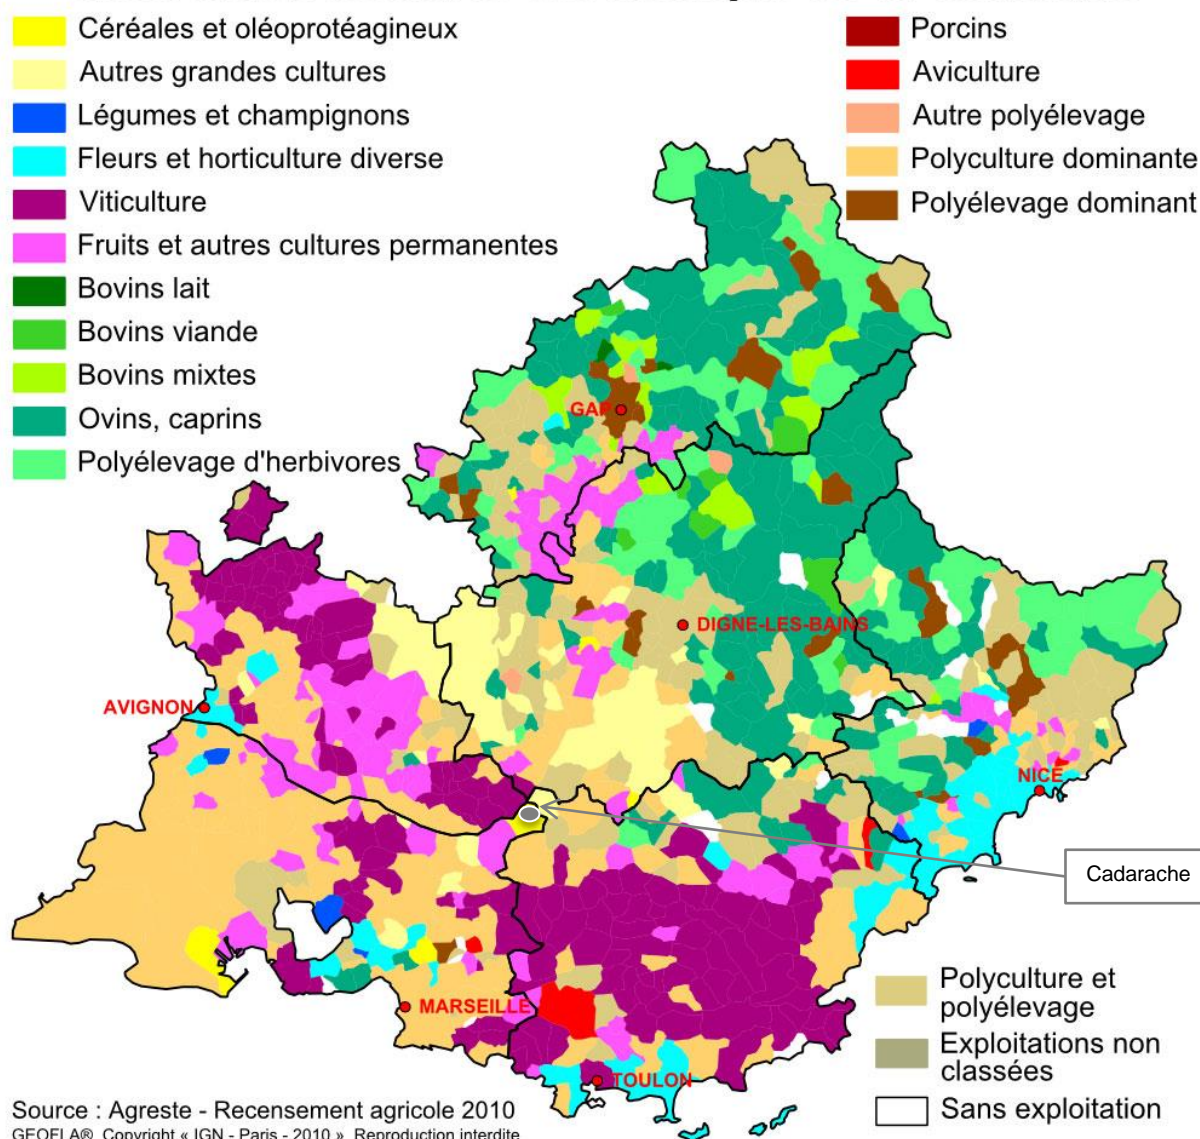 Céréales et oléoprotéagineux
Autres grandes cultures
Légumes et champignons
Fleurs et horticulture diverse
Viticulture
Fruits et autres cultures permanentes
Bovins lait
Bovins viande
Bovins mixtes
Ovins, caprins
Polyélevage d'herbivores
Porcins
Aviculture
Autre polyélevage
Polyculture dominante
Polyélevage dominant
GAP
DIGNE-LES-BAINS
AVIGNON
NICE
Cadarache
MARSEILLE
TOULON
Polyculture et
polyélevage
Exploitations non
classées
Sans exploitation
Source : Agreste - Recensement agricole 2010
GEOFLA® Copyright « IGN - Paris - 2010 » Reproduction interdite